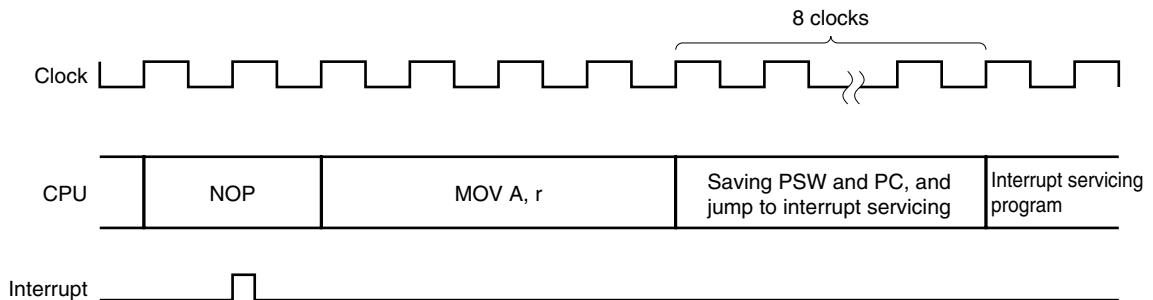 8 clocks
Clock
CPU
NOP
MOV A, r
Saving PSW and PC, and
jump to interrupt servicing
Interrupt servicing
program
Interrupt